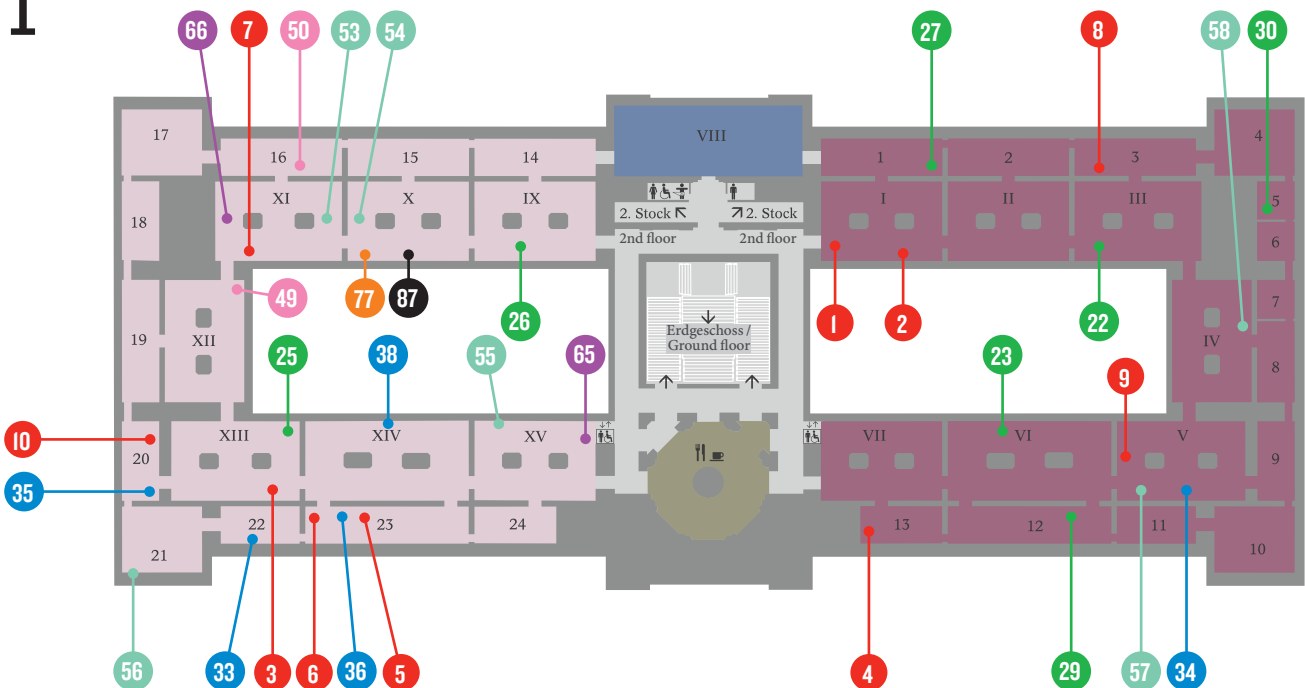 1
66 7 50 53 54 27 8 58 30
17 16 15 14 VIII 1 2 3 4
XI X IX I II III 5
18 2. Stock 2. Stock 6
2nd floor 2nd floor
49 77 87 26 1 2 22 7
19 XII Erdgeschoss / IV 8
Ground floor
25 38 55 65 23 9
10 XIII XIV XV VII VI V
20 9
35
22 23 24 13 12 11
21 10
56 33 3 6 36 5 4 29 57 34